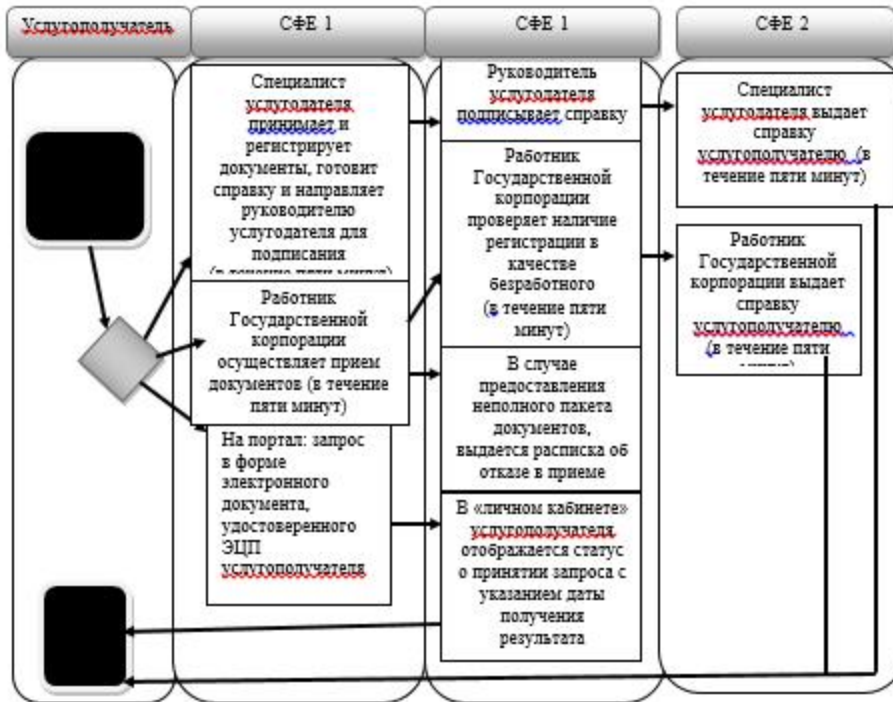 Услугополучатель
СФЕ 1
СФЕ 1
СФЕ 2
Специалист
услугодателя
принимает и
регистрирует
документы, готовит
справку и направляет
руководителю
услугодателя для
подписания
(в течение пяти минут)
Работник
Государственной
корпорации
осуществляет прием
документов (в течение
пяти минут)
На портал: запрос
в форме
электронного
документа,
удостоверенного
ЭЦП
услугополучателя
Руководитель
услугодателя
подписывает справку
Работник
Государственной
корпорации
проверяет наличие
регистрации в
качестве
безработного
(в течение пяти
минут)
В случае
предоставления
неполного пакета
документов,
выдается расписка об
отказе в приеме
В «личном кабинете»
услугополучателя
отображается статус
о принятии запроса с
указанием даты
получения
результата
Специалист
услугодателя выдает
справку
услугополучателю (в
течение пяти минут)
Работник
Государственной
корпорации выдает
справку
услугополучателю
(в течение пяти